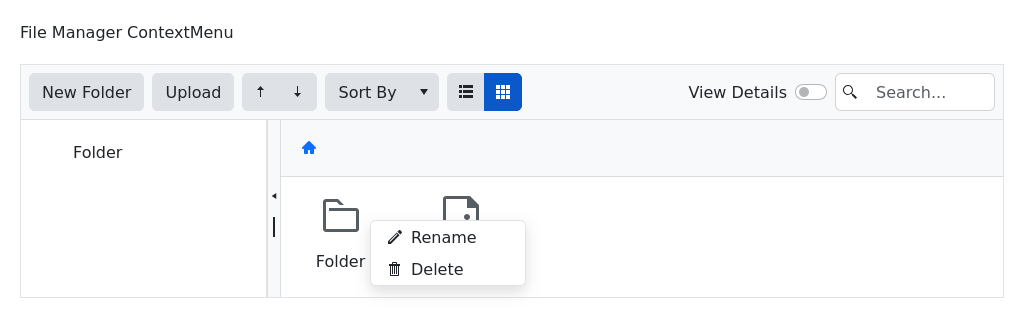 File Manager ContextMenu
New Folder Upload Sort By View Details Search...
Folder
Folder
Rename
Delete